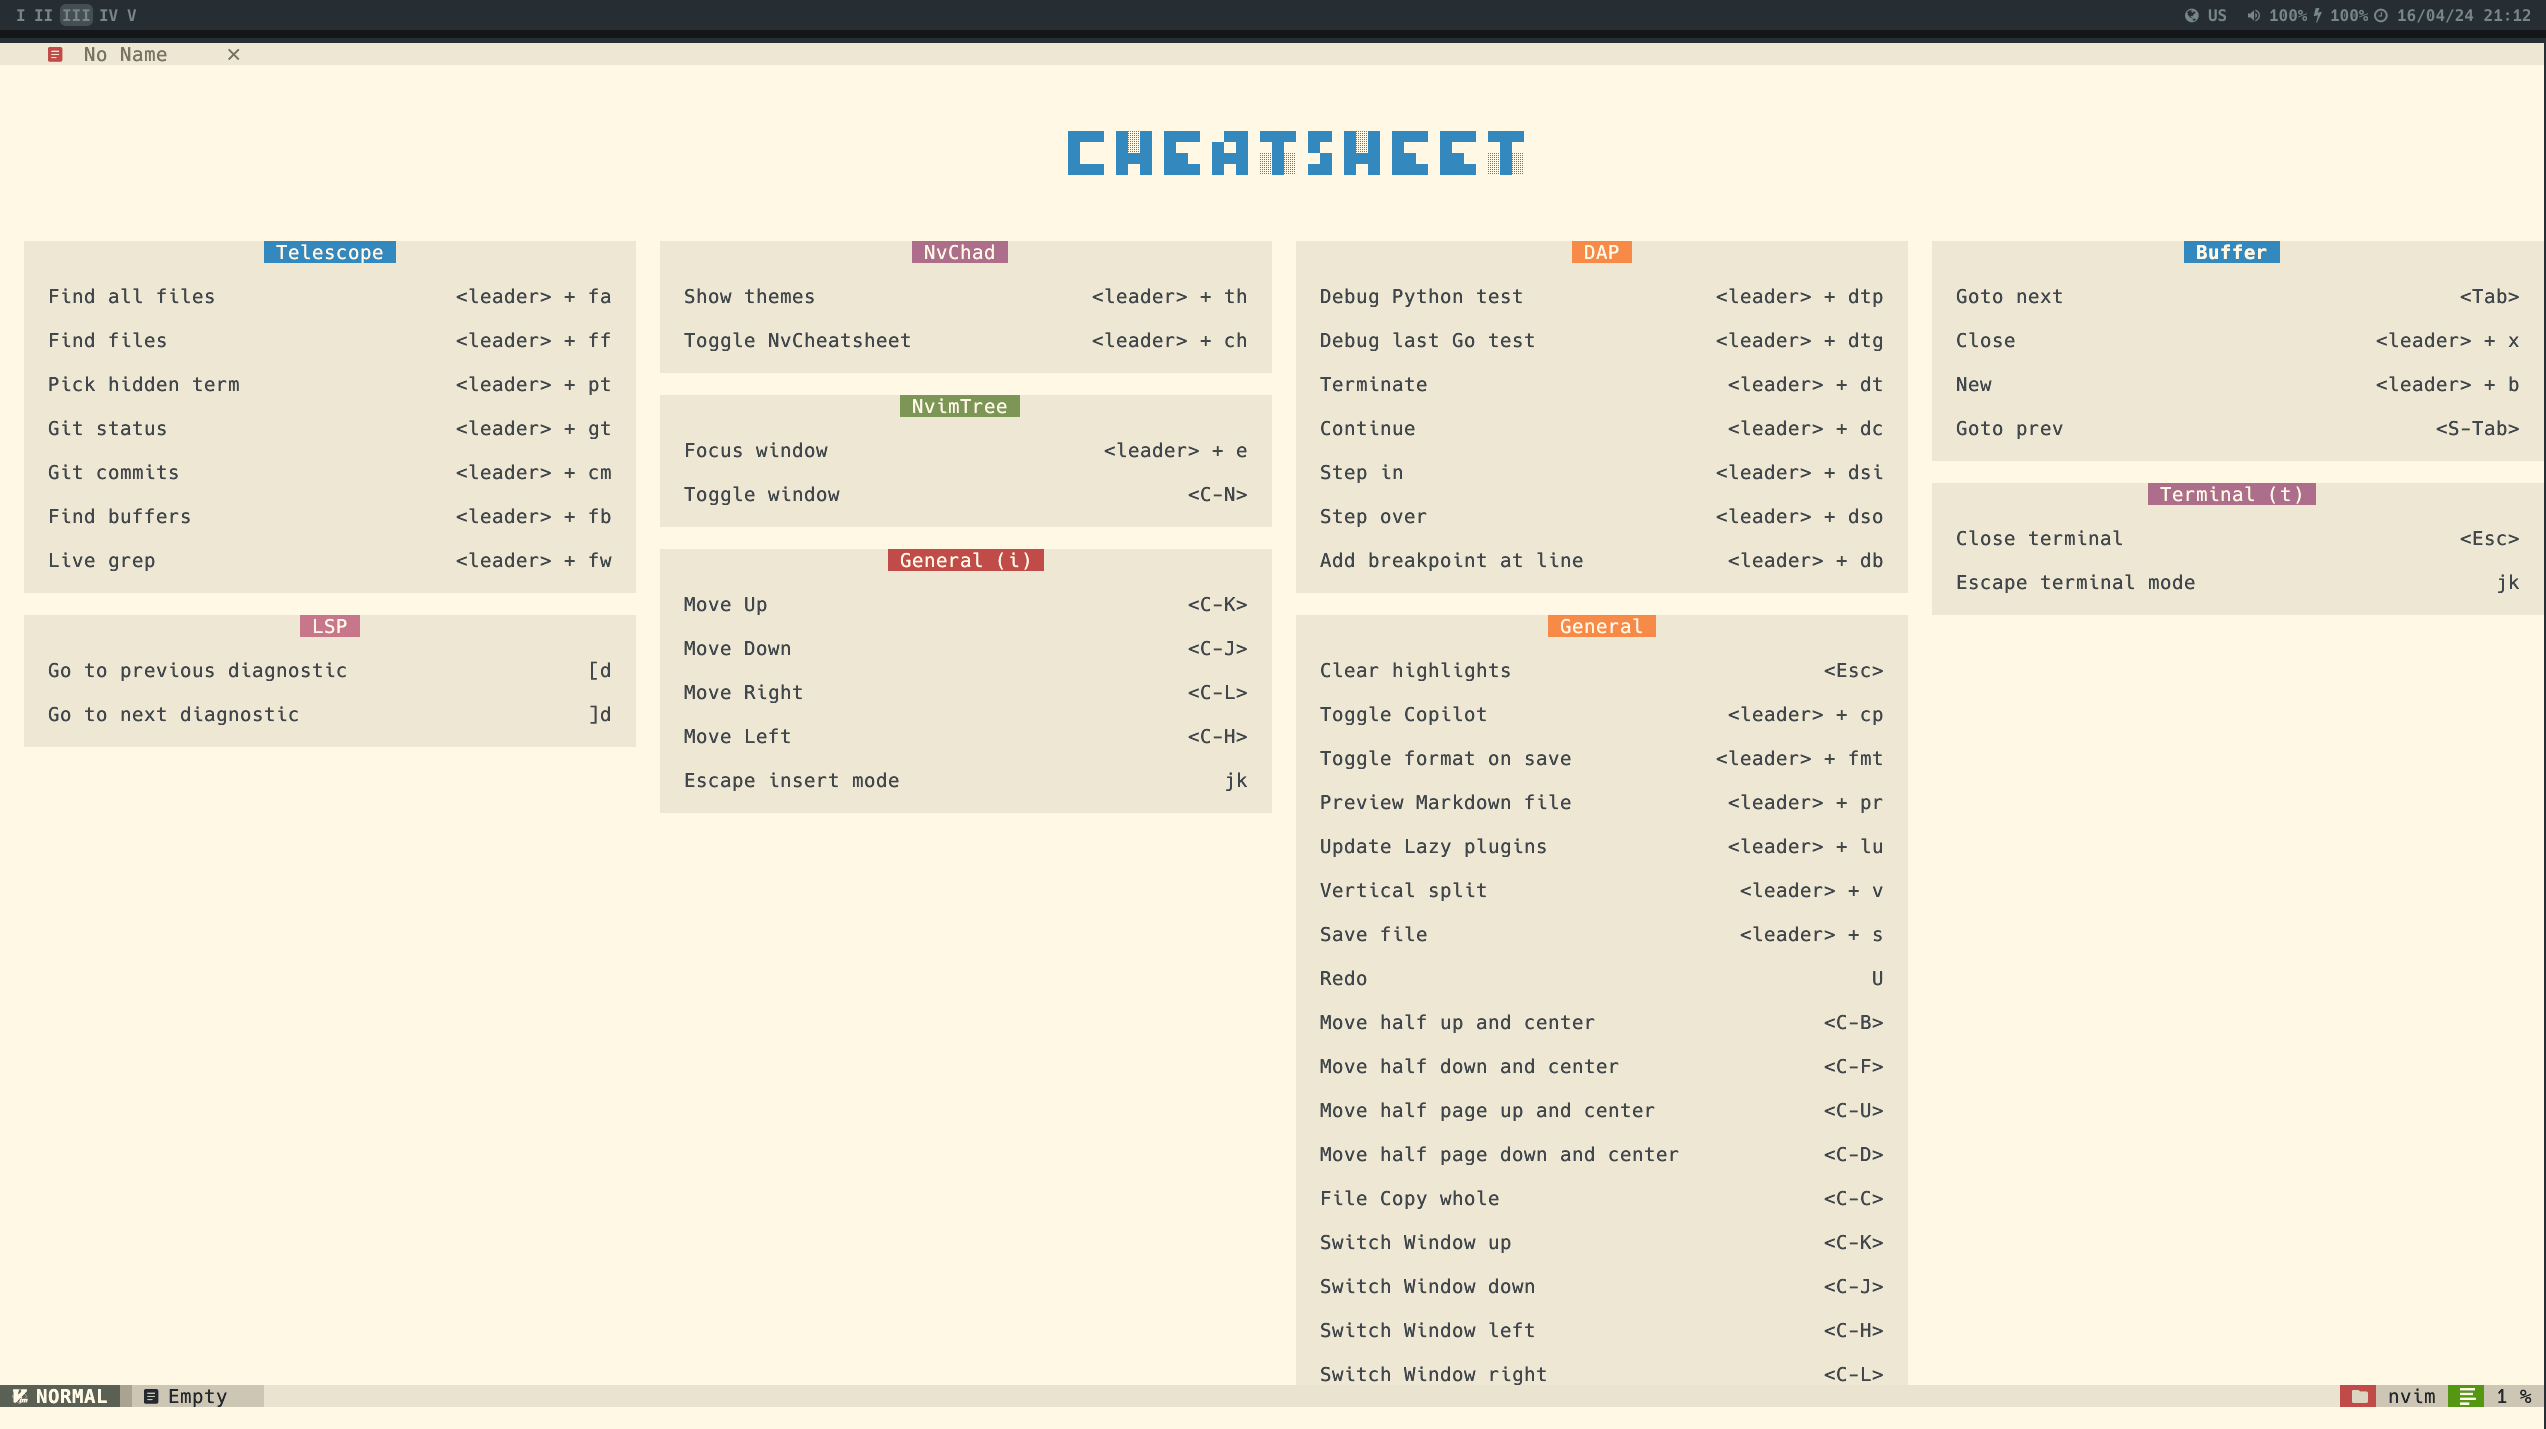 I II III IV V
US 100% 100% 16/04/24 21:12
No Name ×
CHEATSHEET
Telescope
Find all files <leader> + fa
Find files <leader> + ff
Pick hidden term <leader> + pt
Git status <leader> + gt
Git commits <leader> + cm
Find buffers <leader> + fb
Live grep <leader> + fw
LSP
Go to previous diagnostic [d
Go to next diagnostic ]d
NvChad
Show themes <leader> + th
Toggle NvCheatsheet <leader> + ch
NvimTree
Focus window <leader> + e
Toggle window <C-N>
General (i)
Move Up <C-K>
Move Down <C-J>
Move Right <C-L>
Move Left <C-H>
Escape insert mode jk
DAP
Debug Python test <leader> + dtp
Debug last Go test <leader> + dtg
Terminate <leader> + dt
Continue <leader> + dc
Step in <leader> + dsi
Step over <leader> + dso
Add breakpoint at line <leader> + db
General
Clear highlights <Esc>
Toggle Copilot <leader> + cp
Toggle format on save <leader> + fmt
Preview Markdown file <leader> + pr
Update Lazy plugins <leader> + lu
Vertical split <leader> + v
Save file <leader> + s
Redo U
Move half up and center <C-B>
Move half down and center <C-F>
Move half page up and center <C-U>
Move half page down and center <C-D>
File Copy whole <C-C>
Switch Window up <C-K>
Switch Window down <C-J>
Switch Window left <C-H>
Switch Window right <C-L>
Buffer
Goto next <Tab>
Close <leader> + x
New <leader> + b
Goto prev <S-Tab>
Terminal (t)
Close terminal <Esc>
Escape terminal mode jk
NORMAL Empty
nvim 1 %